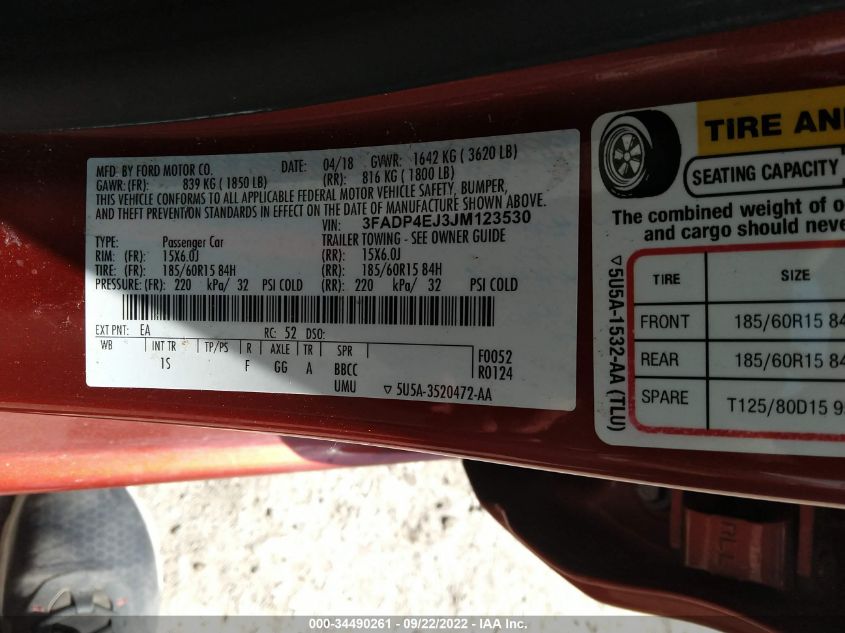 MFD. BY FORD MOTOR CO. DATE: 04/18 GVWR: 1642 KG ( 3620 LB)
GAWR: (FR): 839 KG ( 1850 LB) (RR): 816 KG ( 1800 LB)
THIS VEHICLE CONFORMS TO ALL APPLICABLE FEDERAL MOTOR VEHICLE SAFETY, BUMPER,
AND THEFT PREVENTION STANDARDS IN EFFECT ON THE DATE OF MANUFACTURE SHOWN ABOVE.
VIN: 3FADP4EJ3JM123530
TYPE: Passenger Car TRAILER TOWING - SEE OWNER GUIDE
RIM: (FR): 15X6.0J (RR): 15X6.0J
TIRE: (FR): 185/60R15 84H (RR): 185/60R15 84H
PRESSURE: (FR): 220 kPa/ 32 PSI COLD (RR): 220 kPa/ 32 PSI COLD
EXT PNT: EA RC: 52 DSO:
WB INT TR TP/PS R AXLE TR SPR F0052
1S F GG A BBCC R0124
UMU ▽ 5U5A-3520472-AA
TIRE AN
SEATING CAPACITY
The combined weight of o
and cargo should neve
▽5U5A-1532-AA (TLU)
TIRE SIZE
FRONT 185/60R15 84
REAR 185/60R15 84
SPARE T125/80D15 9
000-34490261 - 09/22/2022 - IAA Inc.